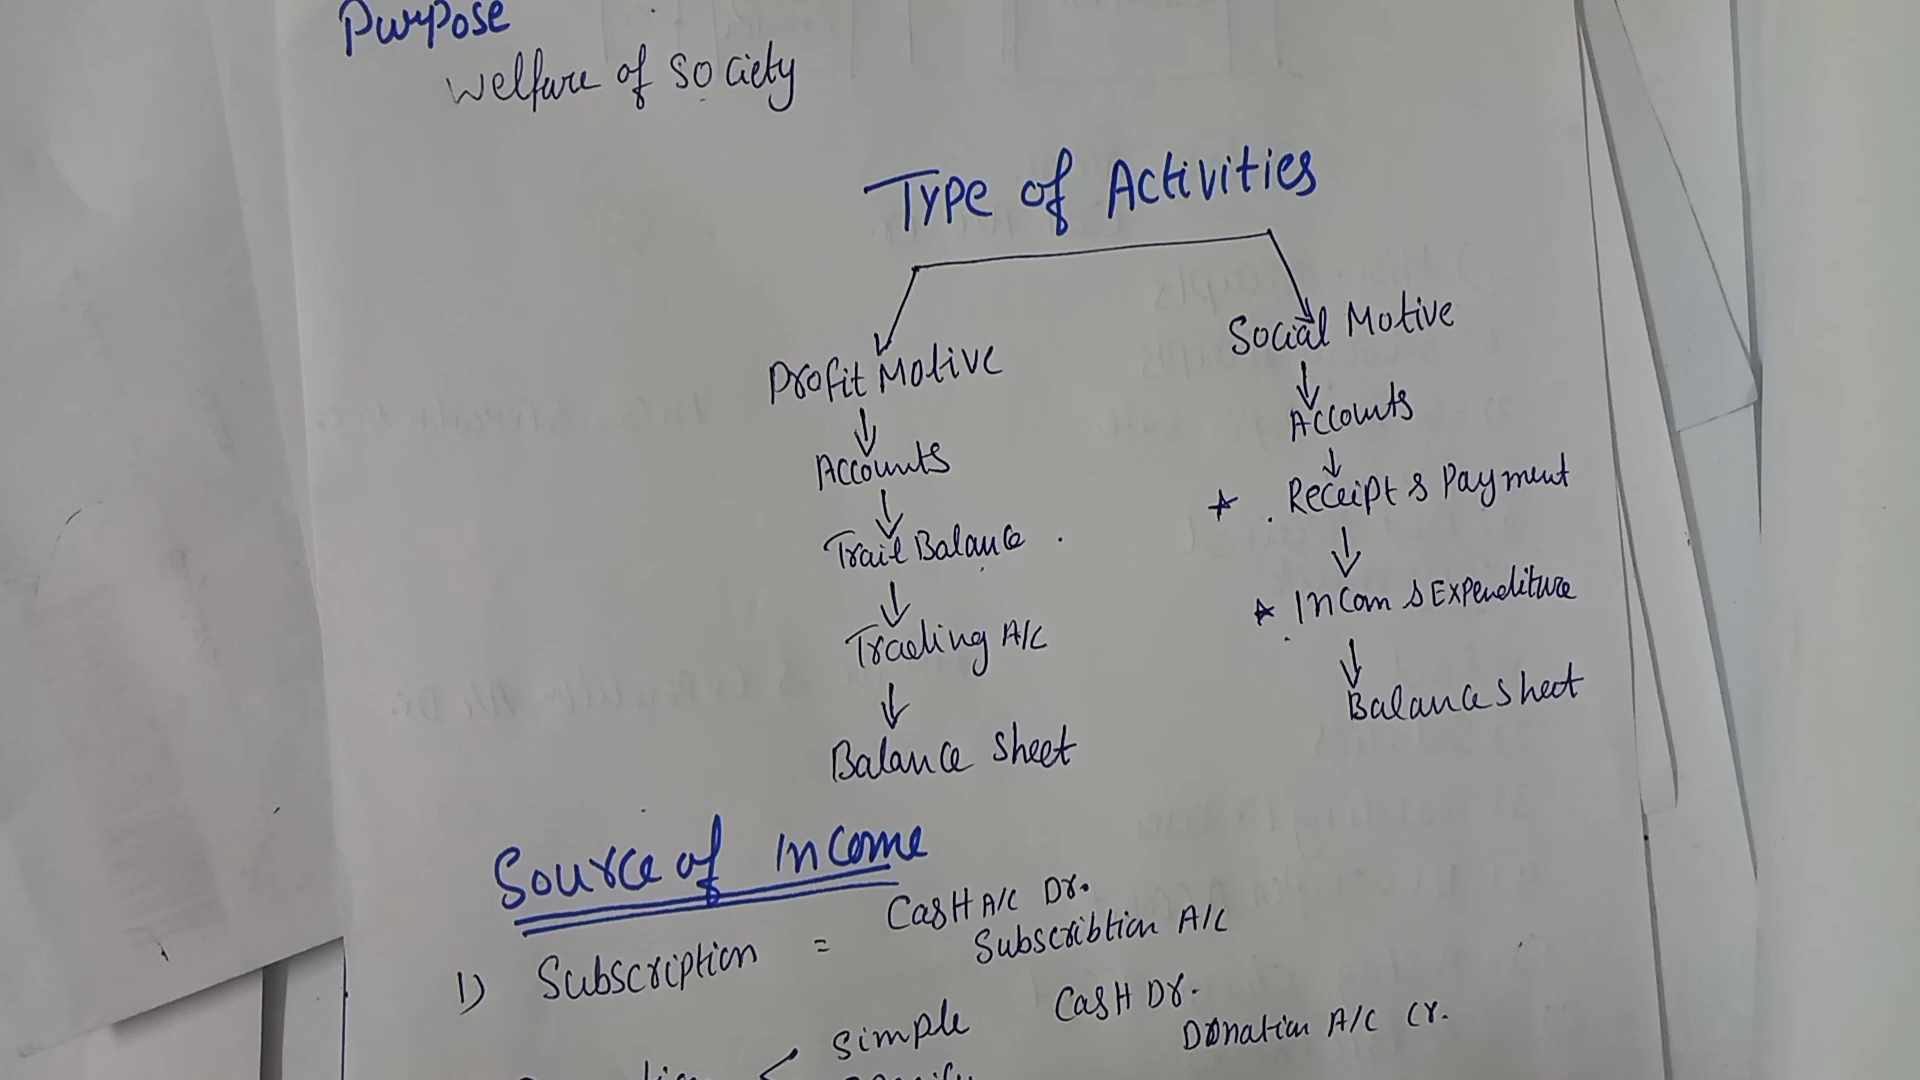 Purpose
welfare of society
Type of Activities
Profit Motive
Accounts
Trail Balance
Trading A/C
Balance Sheet
Social Motive
Accounts
* Receipt & Payment
* Incom & Expenditure
Balance Sheet
Source of income
1) Subscription = Cash A/C Dr.
Subscribtion A/C
simple Cash Dr.
Donation A/C Cr.